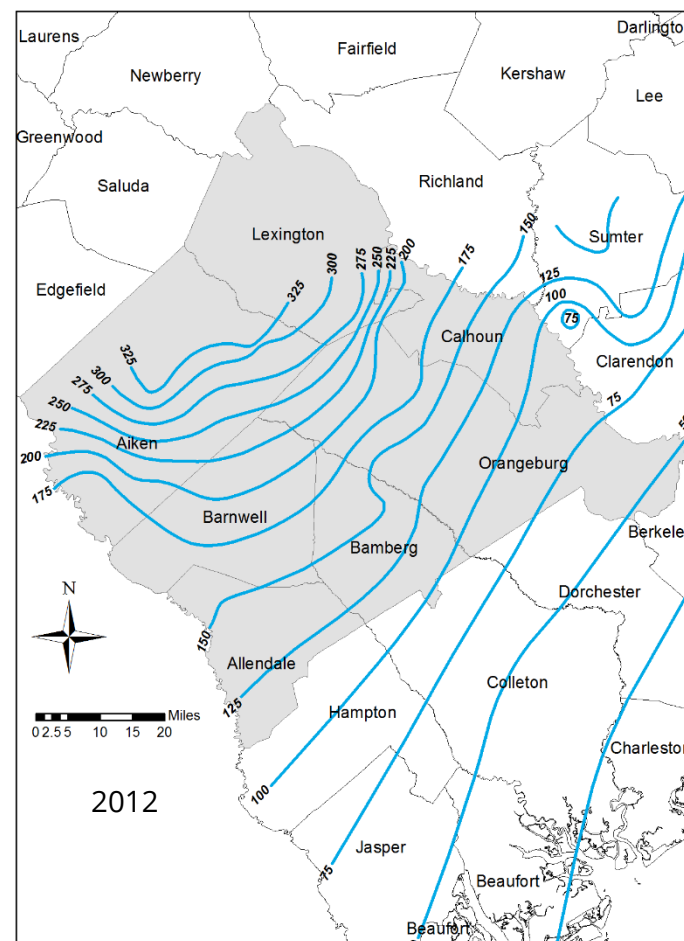 Laurens
Fairfield
Darlington
Newberry
Kershaw
Lee
Greenwood
Saluda
Richland
Lexington
Sumter
150
200
175
250
225
275
300
325
125
100
75
Edgefield
Calhoun
Clarendon
325
300
275
250
225
200
175
75
Aiken
Orangeburg
Barnwell
Berkele
Bamberg
N
Dorchester
150
Allendale
125
Colleton
Hampton
Miles
0 2.5 5 10 15 20
Charleston
100
2012
Jasper
75
Beaufort
Beaufort